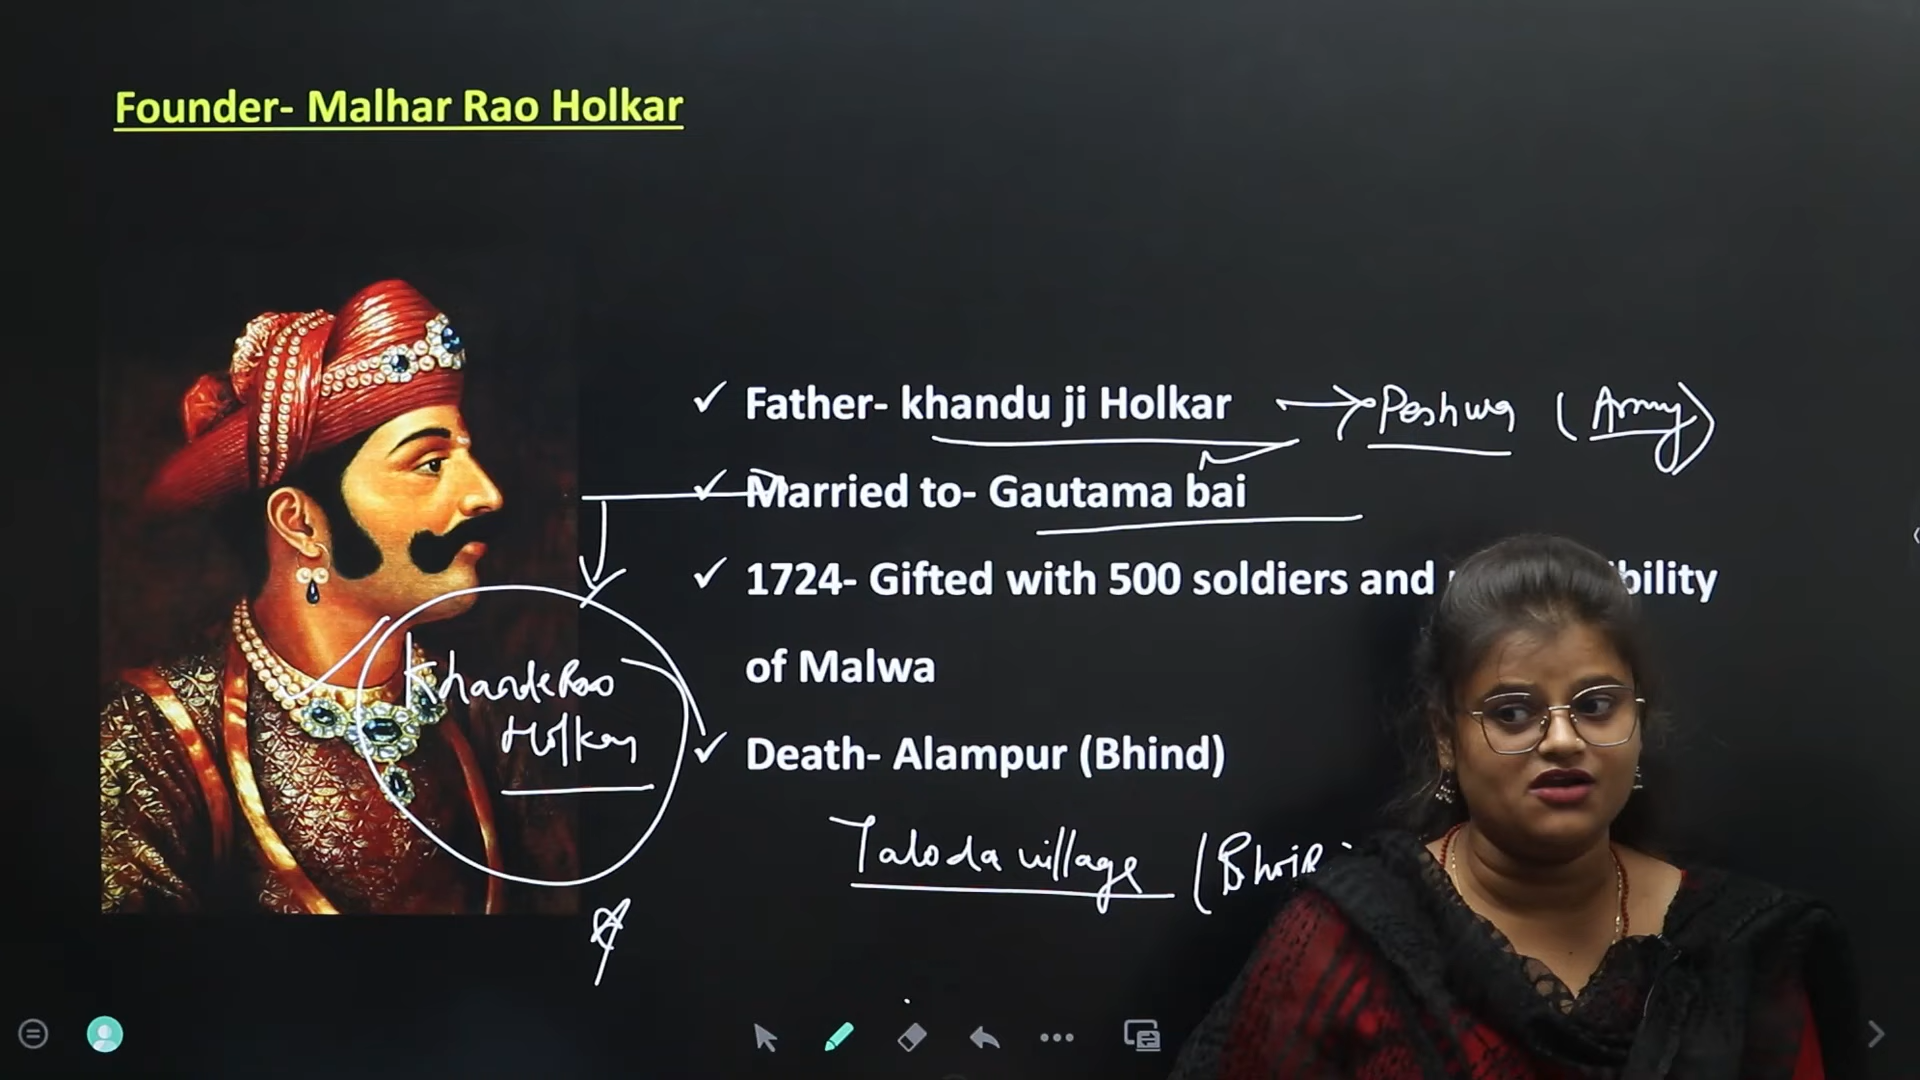 Founder- Malhar Rao Holkar
✓ Father- khandu ji Holkar → Peshwa (Army)
✓ Married to- Gautama bai
✓ 1724- Gifted with 500 soldiers and
of Malwa
Khande Rao
Holkar
✓ Death- Alampur (Bhind)
Taloda village